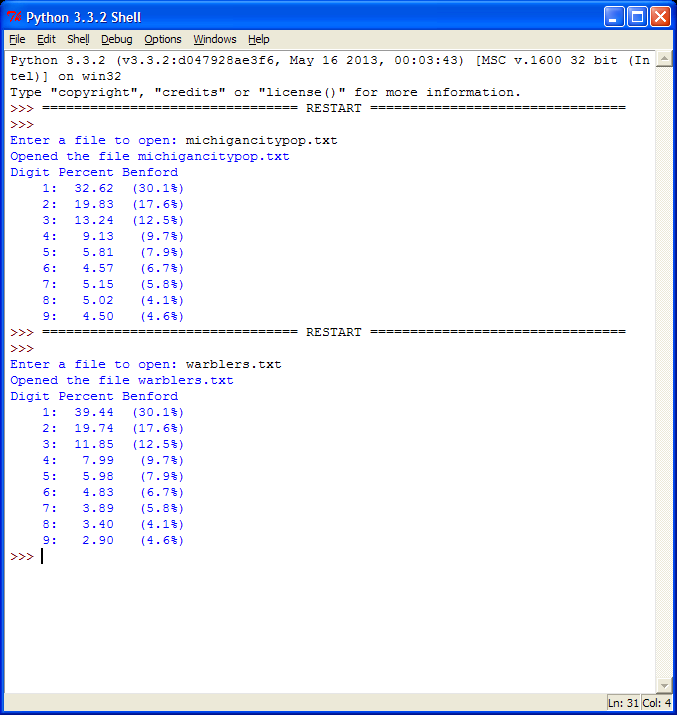 Python 3.3.2 Shell
File Edit Shell Debug Options Windows Help
Python 3.3.2 (v3.3.2:d047928ae3f6, May 16 2013, 00:03:43) [MSC v.1600 32 bit (In
tel)] on win32
Type "copyright", "credits" or "license()" for more information.
>>> ================================ RESTART ================================
>>>
Enter a file to open: michigancitypop.txt
Opened the file michigancitypop.txt
Digit Percent Benford
    1:  32.62  (30.1%)
    2:  19.83  (17.6%)
    3:  13.24  (12.5%)
    4:   9.13   (9.7%)
    5:   5.81   (7.9%)
    6:   4.57   (6.7%)
    7:   5.15   (5.8%)
    8:   5.02   (4.1%)
    9:   4.50   (4.6%)
>>> ================================ RESTART ================================
>>>
Enter a file to open: warblers.txt
Opened the file warblers.txt
Digit Percent Benford
    1:  39.44  (30.1%)
    2:  19.74  (17.6%)
    3:  11.85  (12.5%)
    4:   7.99   (9.7%)
    5:   5.98   (7.9%)
    6:   4.83   (6.7%)
    7:   3.89   (5.8%)
    8:   3.40   (4.1%)
    9:   2.90   (4.6%)
>>>
Ln: 31 Col: 4